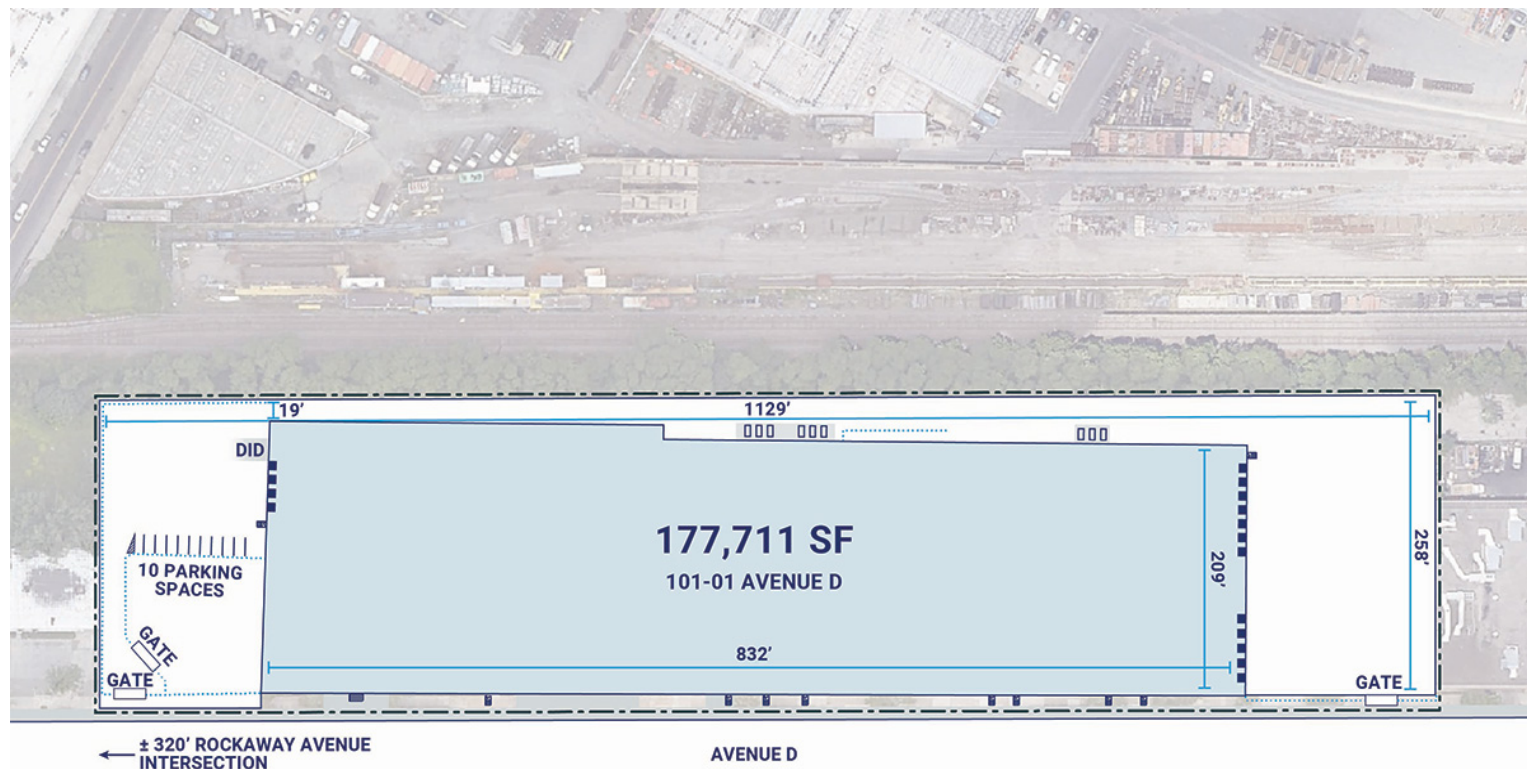 19’
1129’
DID
177,711 SF
101-01 AVENUE D
10 PARKING
SPACES
209’
258’
832’
GATE
GATE
GATE
± 320’ ROCKAWAY AVENUE
INTERSECTION
AVENUE D